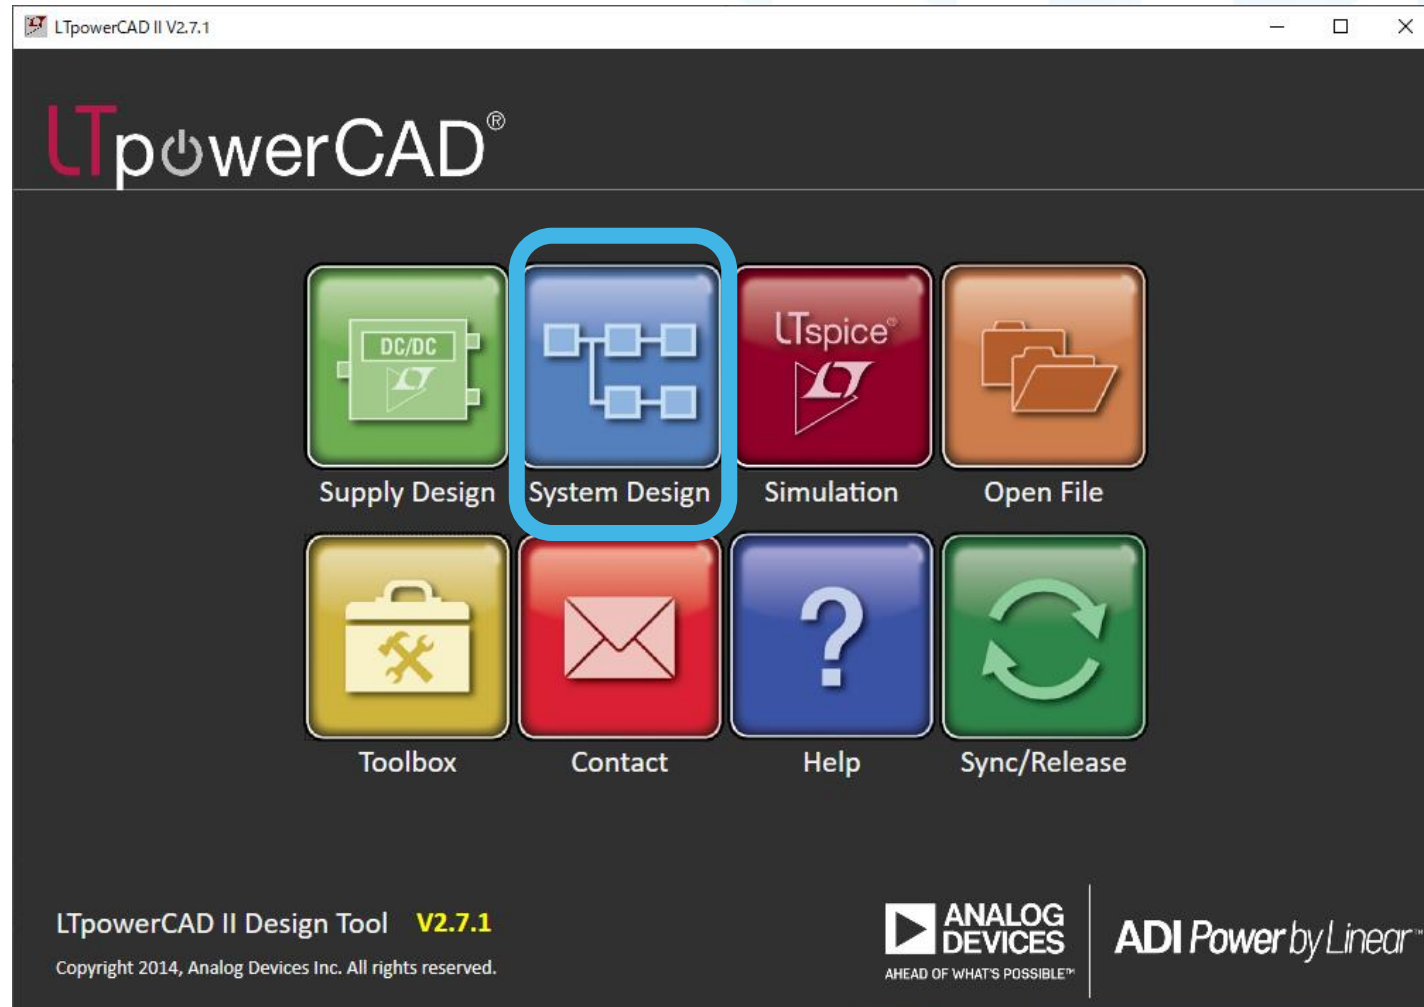 LTpowerCAD II V2.7.1
LTpowerCAD®
DC/DC
LTspice®
Supply Design
System Design
Simulation
Open File
?
Toolbox
Contact
Help
Sync/Release
LTpowerCAD II Design Tool V2.7.1
Copyright 2014, Analog Devices Inc. All rights reserved.
ANALOG
DEVICES
AHEAD OF WHAT'S POSSIBLE™
ADI Power by Linear™